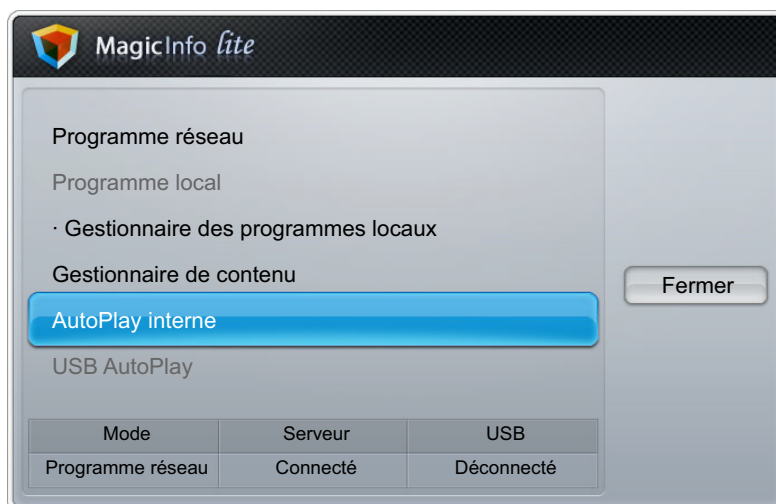 MagicInfo lite
Programme réseau
Programme local
· Gestionnaire des programmes locaux
Gestionnaire de contenu
AutoPlay interne
USB AutoPlay
Fermer
Mode Serveur USB
Programme réseau Connecté Déconnecté